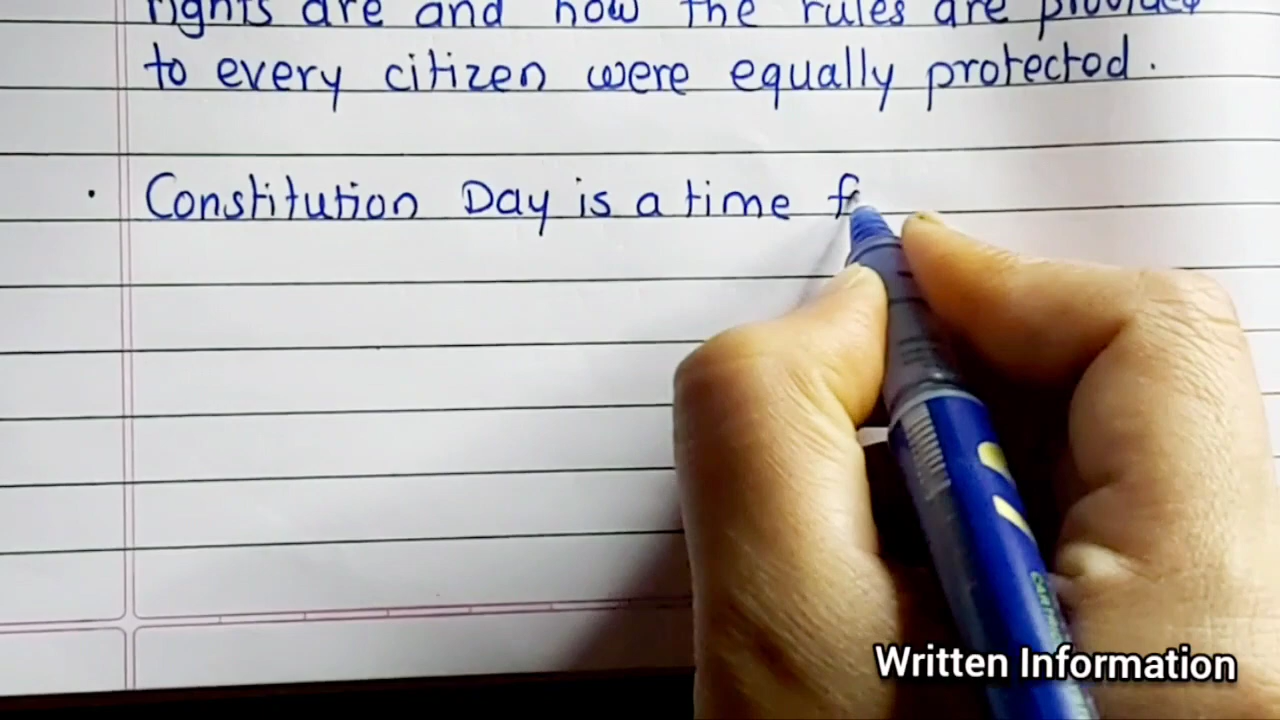 rights are and how the rules are provided
to every citizen were equally protected.
· Constitution Day is a time f
Written Information